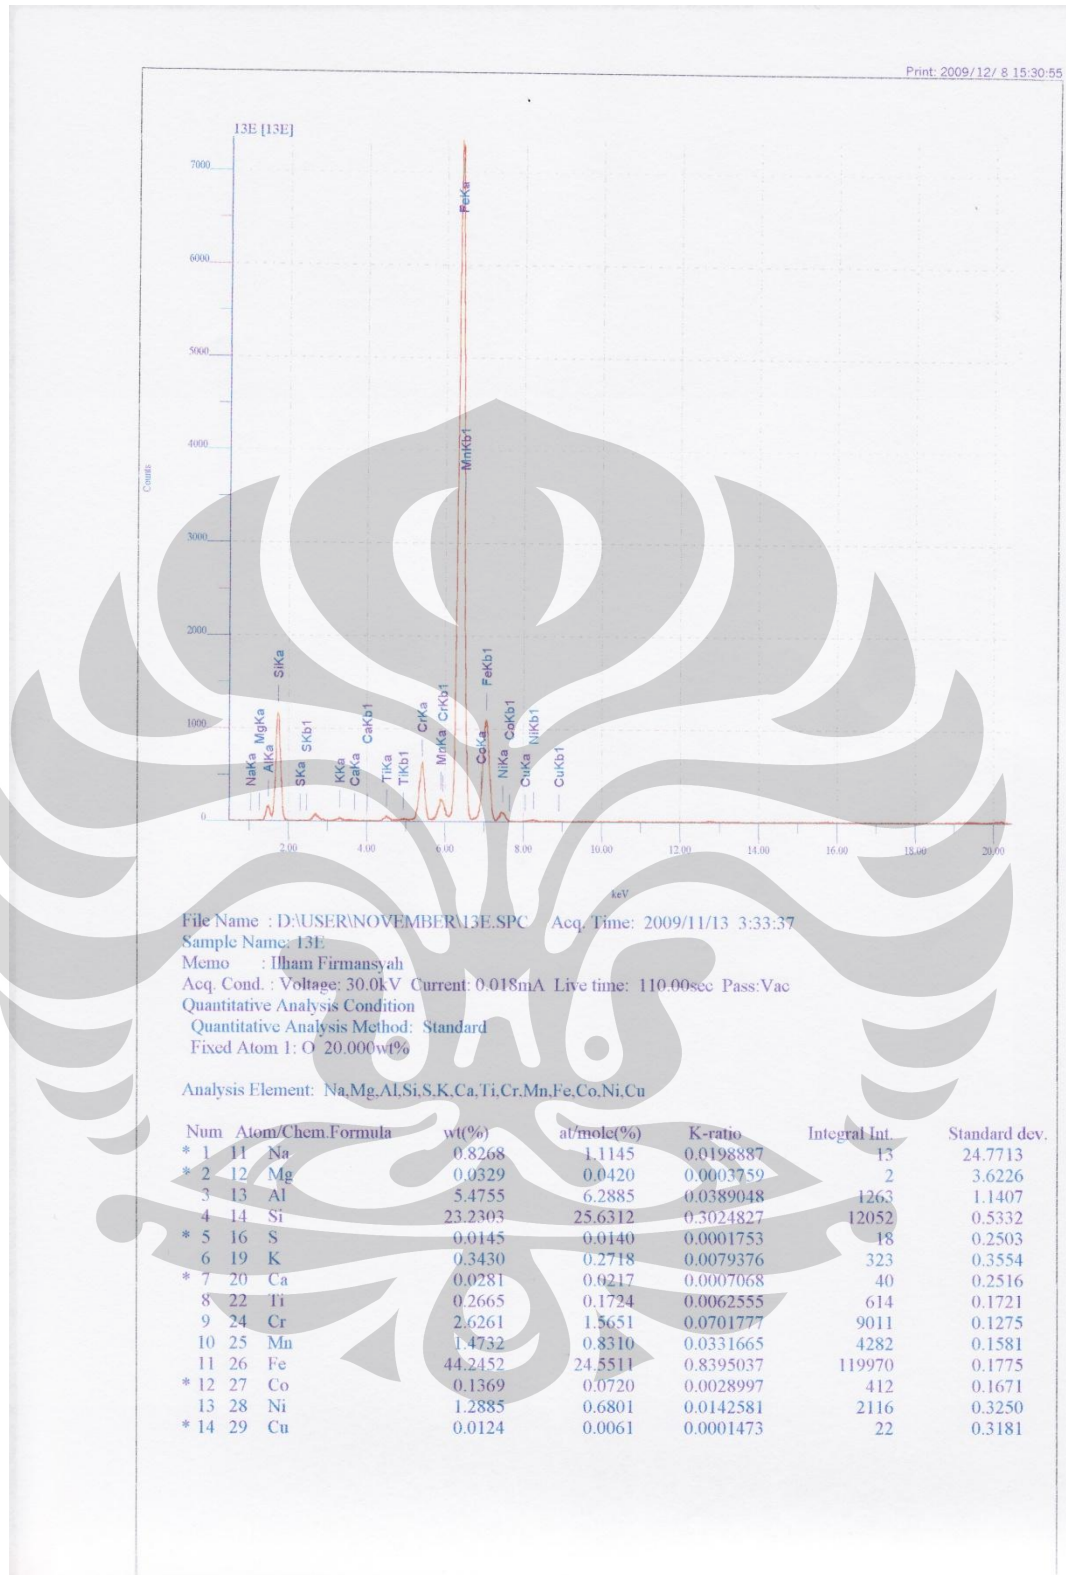 Print: 2009/12/ 8 15:30:55
13E [13E]
7000
6000
5000
4000
3000
2000
1000
0
Counts
NaKa
MgKa
AlKa
SiKa
SKa
SKb1
KKa
CaKa
CaKb1
TiKa
TiKb1
CrKa
MnKa
CrKb1
FeKa
MnKb1
CoKa
FeKb1
NiKa
CoKb1
CuKa
NiKb1
CuKb1
2.00 4.00 6.00 8.00 10.00 12.00 14.00 16.00 18.00 20.00
keV
File Name : D:\USER\NOVEMBER\13E.SPC Acq. Time: 2009/11/13 3:33:37
Sample Name: 13E
Memo : Ilham Firmansyah
Acq. Cond. : Voltage: 30.0kV Current: 0.018mA Live time: 110.00sec Pass:Vac
Quantitative Analysis Condition
Quantitative Analysis Method: Standard
Fixed Atom 1: O 20.000wt%
Analysis Element: Na,Mg,Al,Si,S,K,Ca,Ti,Cr,Mn,Fe,Co,Ni,Cu
Num Atom/Chem.Formula wt(%) at/mole(%) K-ratio Integral Int. Standard dev.
* 1 11 Na 0.8268 1.1145 0.0198887 13 24.7713
* 2 12 Mg 0.0329 0.0420 0.0003759 2 3.6226
3 13 Al 5.4755 6.2885 0.0389048 1263 1.1407
4 14 Si 23.2303 25.6312 0.3024827 12052 0.5332
* 5 16 S 0.0145 0.0140 0.0001753 18 0.2503
6 19 K 0.3430 0.2718 0.0079376 323 0.3554
* 7 20 Ca 0.0281 0.0217 0.0007068 40 0.2516
8 22 Ti 0.2665 0.1724 0.0062555 614 0.1721
9 24 Cr 2.6261 1.5651 0.0701777 9011 0.1275
10 25 Mn 1.4732 0.8310 0.0331665 4282 0.1581
11 26 Fe 44.2452 24.5511 0.8395037 119970 0.1775
* 12 27 Co 0.1369 0.0720 0.0028997 412 0.1671
13 28 Ni 1.2885 0.6801 0.0142581 2116 0.3250
* 14 29 Cu 0.0124 0.0061 0.0001473 22 0.3181